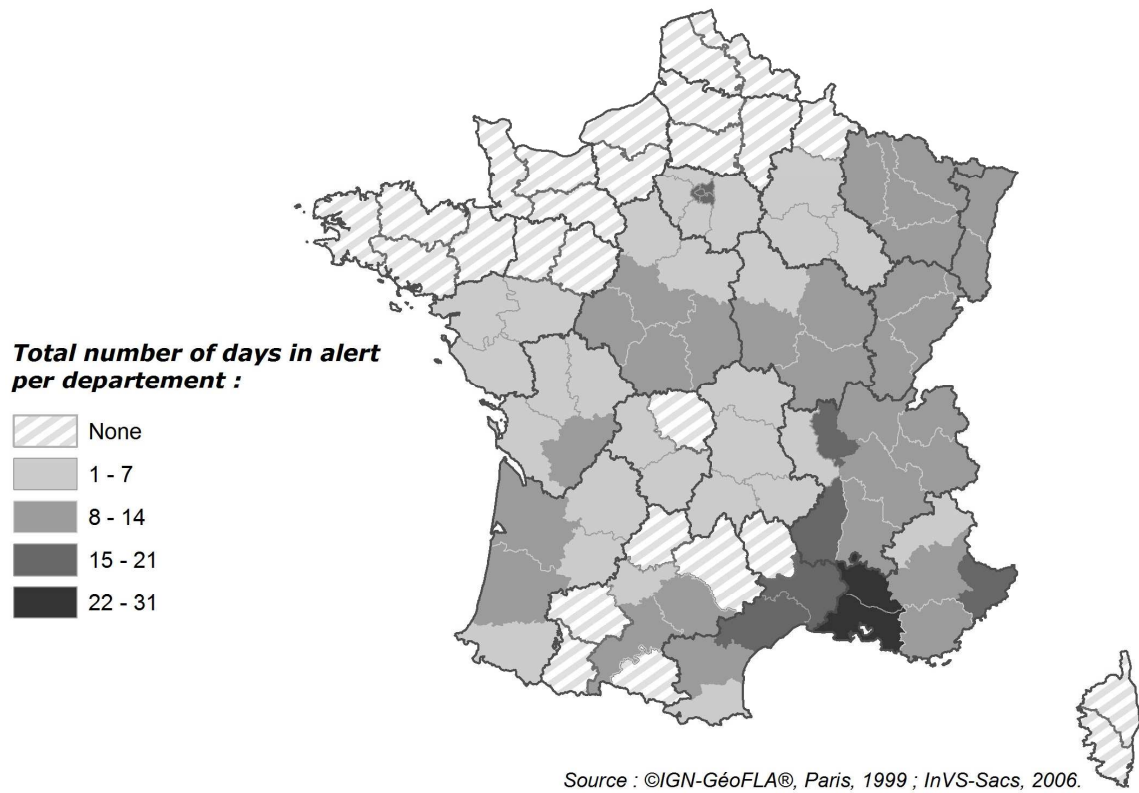 Total number of days in alert
per departement :
None
1 - 7
8 - 14
15 - 21
22 - 31
Source : ©IGN-GéoFLA®, Paris, 1999 ; InVS-Sacs, 2006.